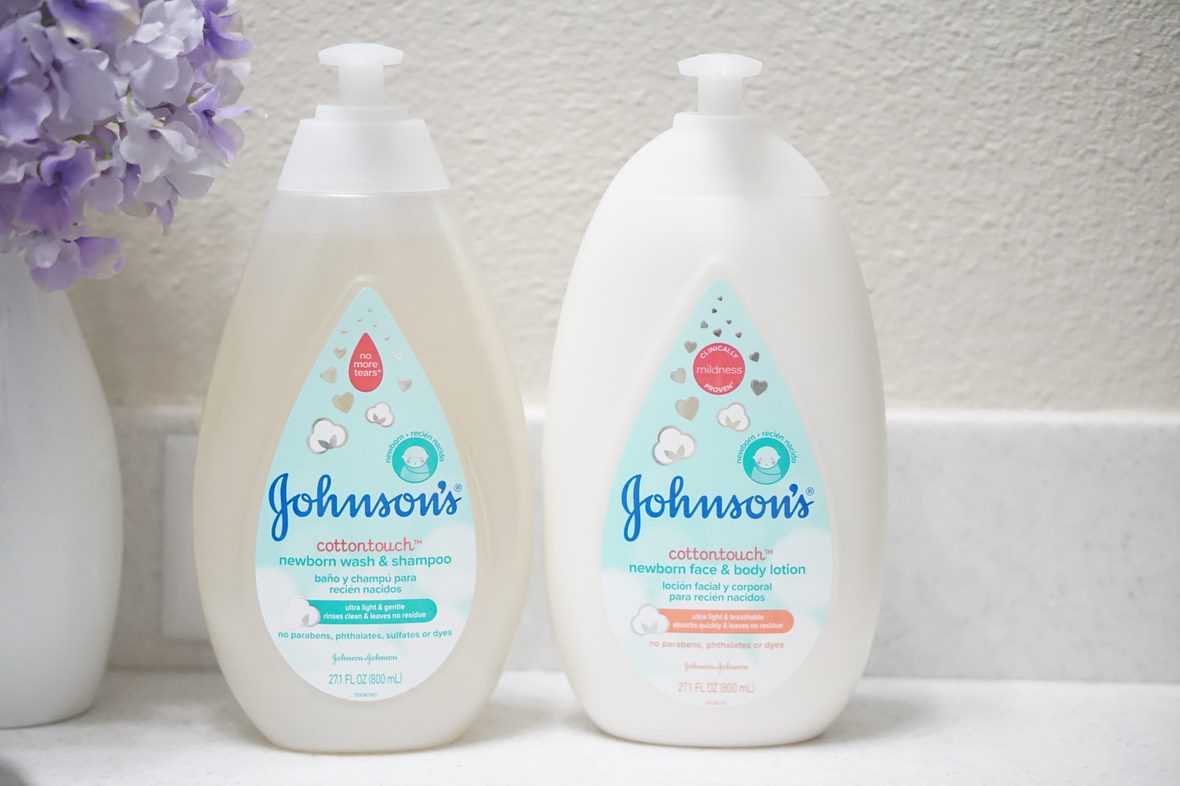 no
more
tears®
newborn • recién nacido
Johnson's®
cottontouch™
newborn wash & shampoo
baño y champú para
recién nacidos
ultra light & gentle
rinses clean & leaves no residue
no parabens, phthalates, sulfates or dyes
Johnson & Johnson
27.1 FL OZ (800 mL)
CLINICALLY
mildness
PROVEN
newborn • recién nacido
Johnson's®
cottontouch™
newborn face & body lotion
loción facial y corporal
para recién nacidos
ultra light & breathable
absorbs quickly & leaves no residue
no parabens, phthalates or dyes
Johnson & Johnson
27.1 FL OZ (800 mL)